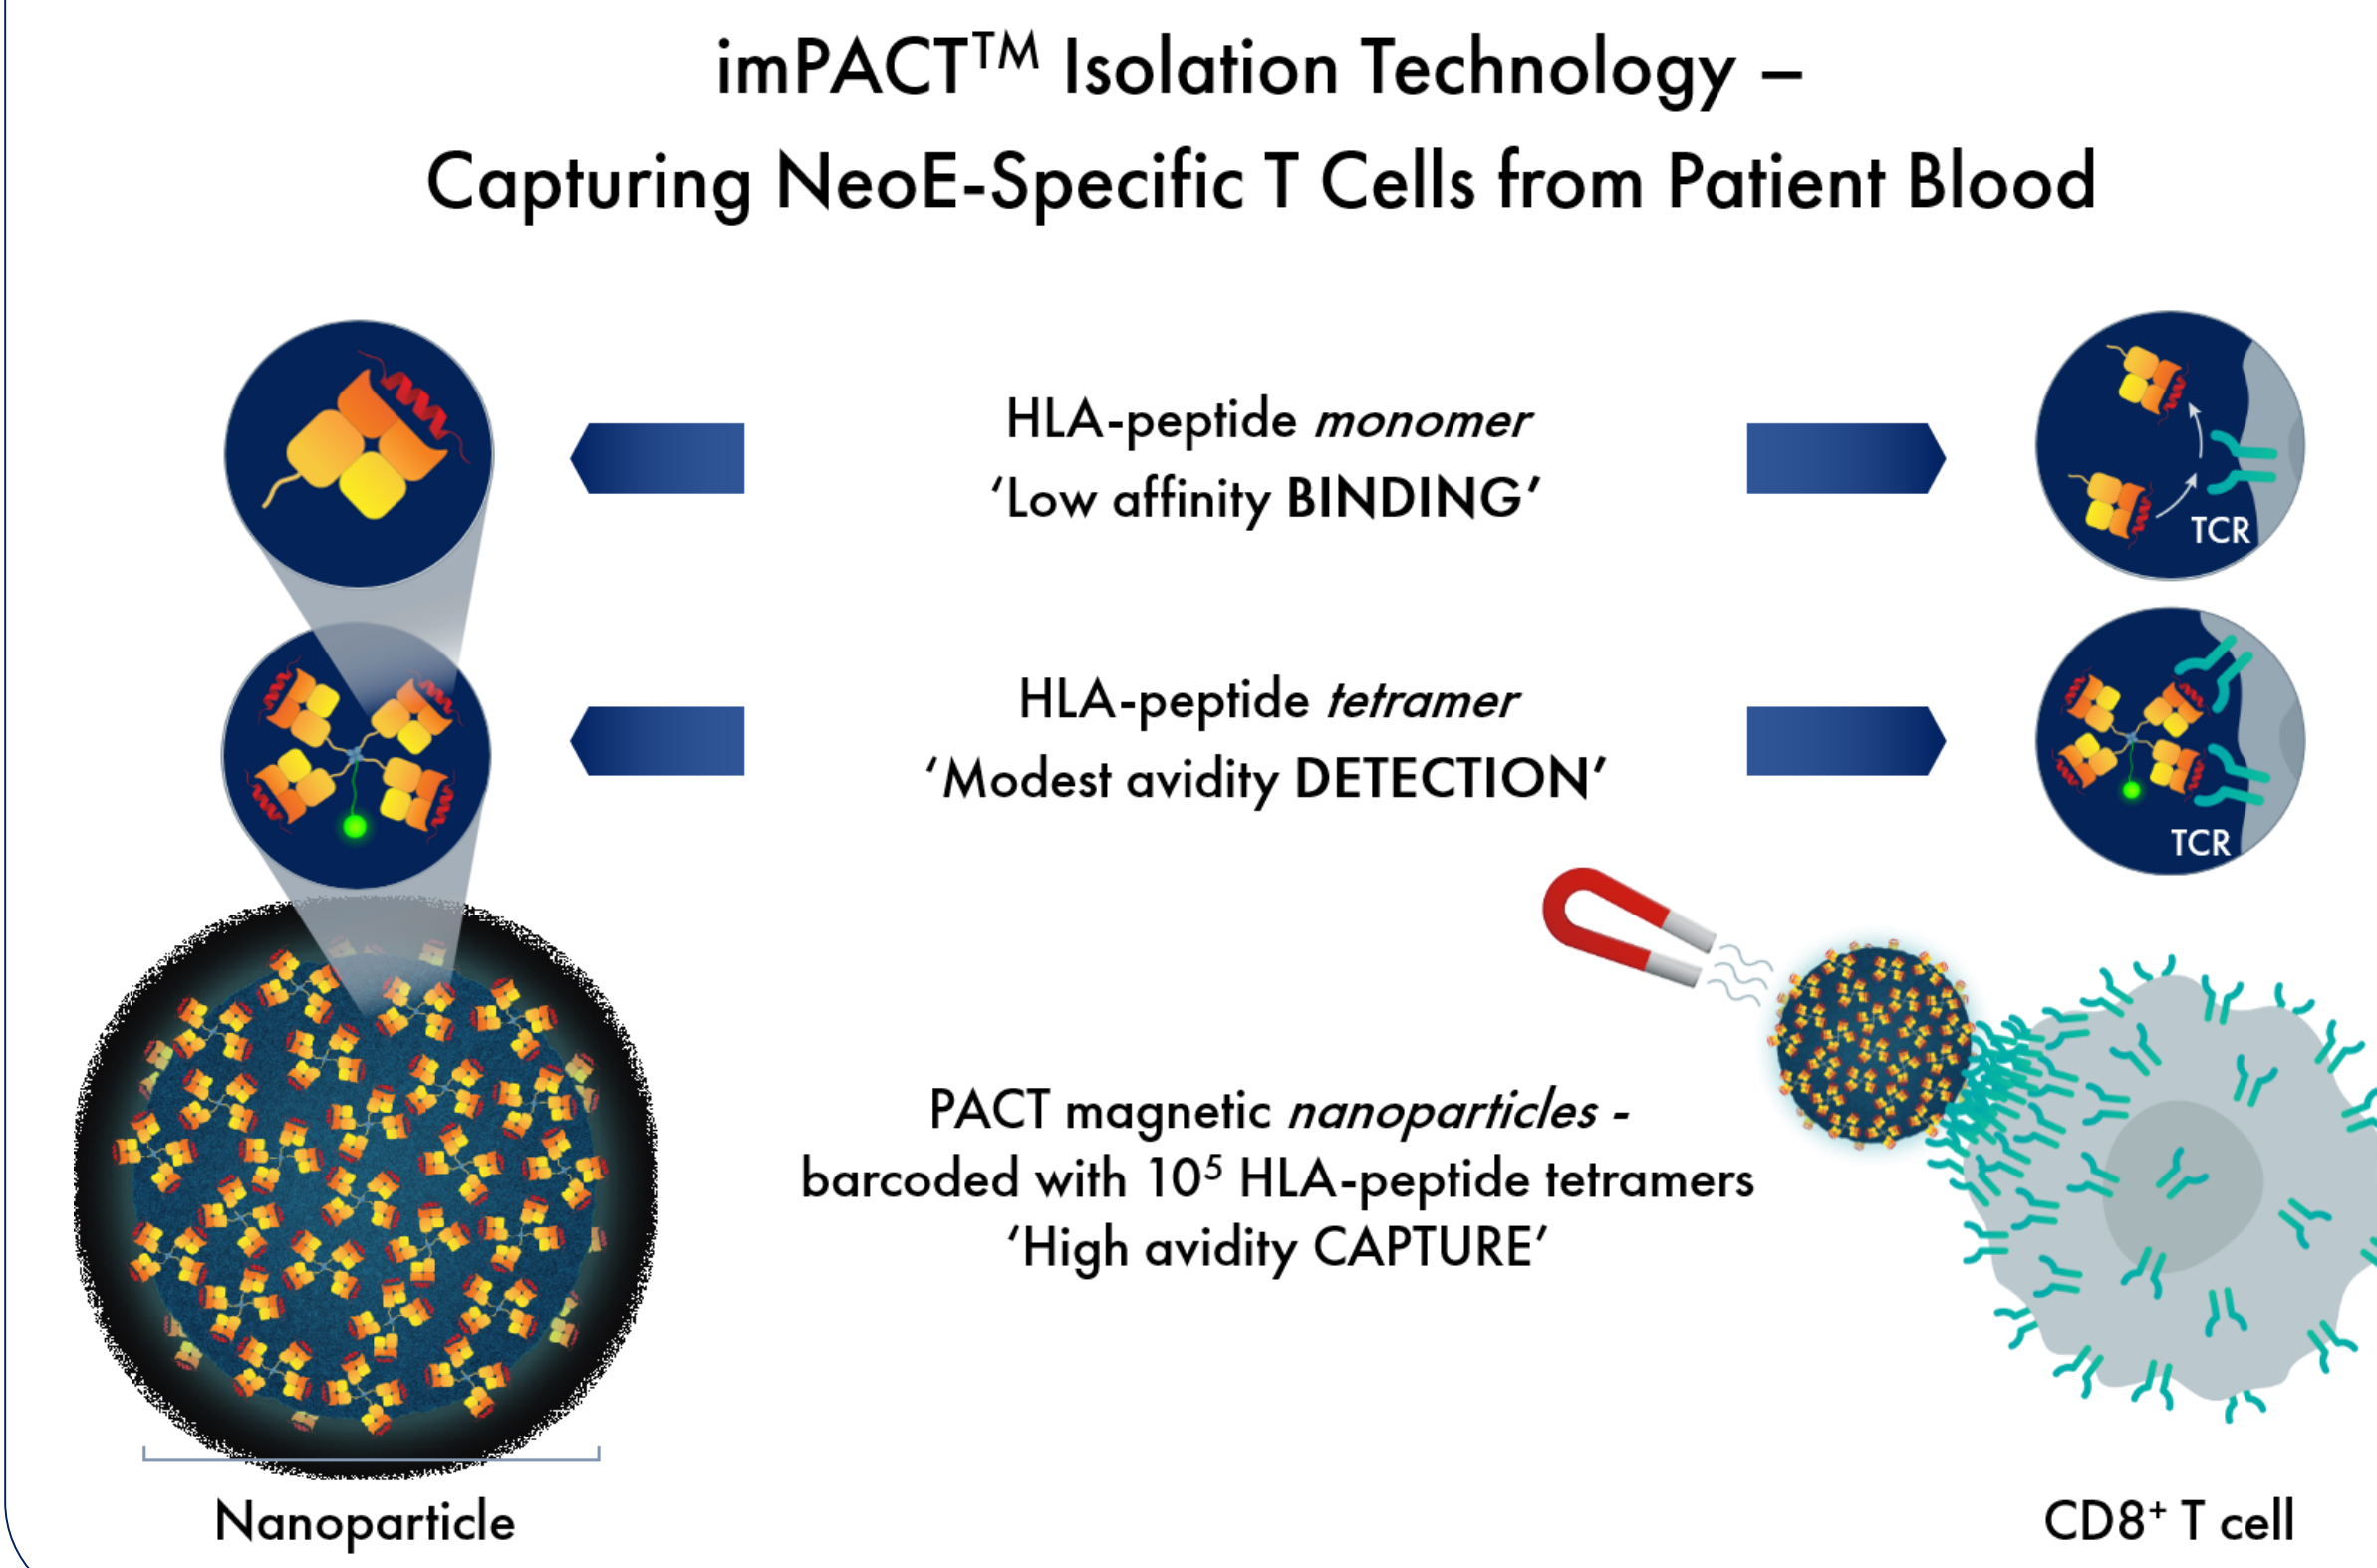 imPACT™ Isolation Technology –
Capturing NeoE-Specific T Cells from Patient Blood
HLA-peptide monomer
‘Low affinity BINDING’
TCR
HLA-peptide tetramer
‘Modest avidity DETECTION’
TCR
PACT magnetic nanoparticles -
barcoded with 10⁵ HLA-peptide tetramers
‘High avidity CAPTURE’
Nanoparticle
CD8⁺ T cell